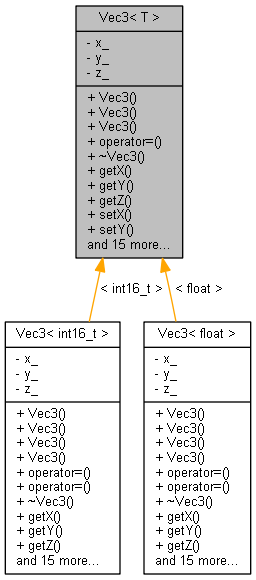 Vec3< T >
- x_
- y_
- z_
+ Vec3()
+ Vec3()
+ Vec3()
+ operator=()
+ ~Vec3()
+ getX()
+ getY()
+ getZ()
+ setX()
+ setY()
and 15 more...
< int16_t >
< float >
Vec3< int16_t >
- x_
- y_
- z_
+ Vec3()
+ Vec3()
+ Vec3()
+ Vec3()
+ operator=()
+ operator=()
+ ~Vec3()
+ getX()
+ getY()
+ getZ()
and 15 more...
Vec3< float >
- x_
- y_
- z_
+ Vec3()
+ Vec3()
+ Vec3()
+ Vec3()
+ operator=()
+ operator=()
+ ~Vec3()
+ getX()
+ getY()
+ getZ()
and 15 more...